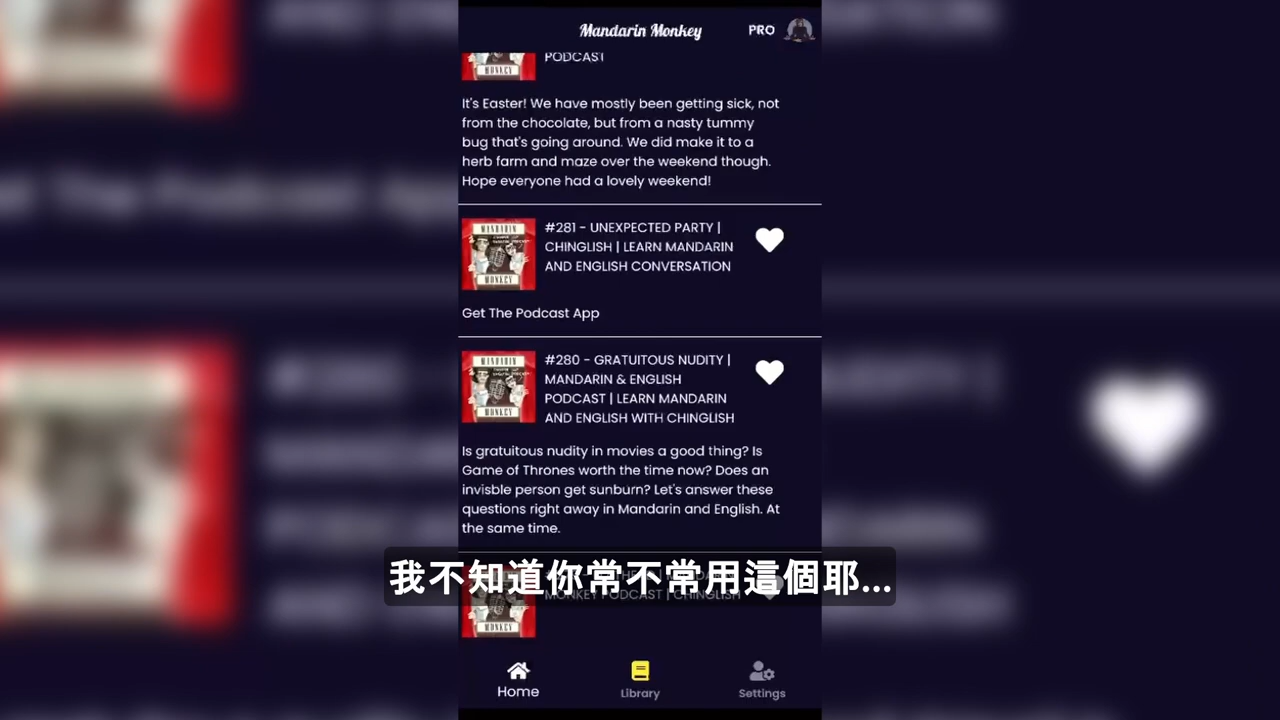 Mandarin Monkey
PRO
PODCAST
MONKEY
It's Easter! We have mostly been getting sick, not
from the chocolate, but from a nasty tummy
bug that's going around. We did make it to a
herb farm and maze over the weekend though.
Hope everyone had a lovely weekend!
MANDARIN
MONKEY
#281 - UNEXPECTED PARTY |
CHINGLISH | LEARN MANDARIN
AND ENGLISH CONVERSATION
Get The Podcast App
MANDARIN
MONKEY
#280 - GRATUITOUS NUDITY |
MANDARIN & ENGLISH
PODCAST | LEARN MANDARIN
AND ENGLISH WITH CHINGLISH
Is gratuitous nudity in movies a good thing? Is
Game of Thrones worth the time now? Does an
invisble person get sunburn? Let's answer these
questions right away in Mandarin and English. At
the same time.
我不知道你常不常用這個耶...
MONKEY PODCAST | CHINGLISH
MONKEY
Home
Library
Settings